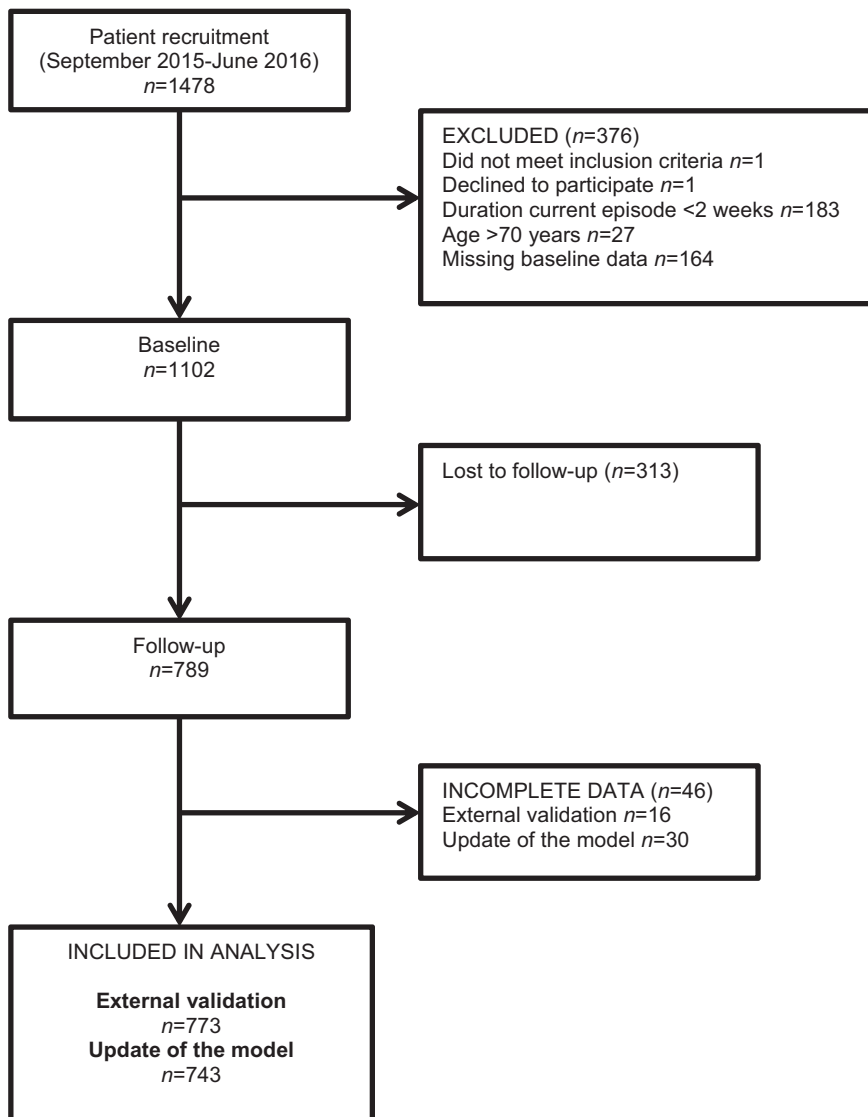 Patient recruitment
(September 2015-June 2016)
n=1478
EXCLUDED (n=376)
Did not meet inclusion criteria n=1
Declined to participate n=1
Duration current episode <2 weeks n=183
Age >70 years n=27
Missing baseline data n=164
Baseline
n=1102
Lost to follow-up (n=313)
Follow-up
n=789
INCOMPLETE DATA (n=46)
External validation n=16
Update of the model n=30
INCLUDED IN ANALYSIS
External validation
n=773
Update of the model
n=743